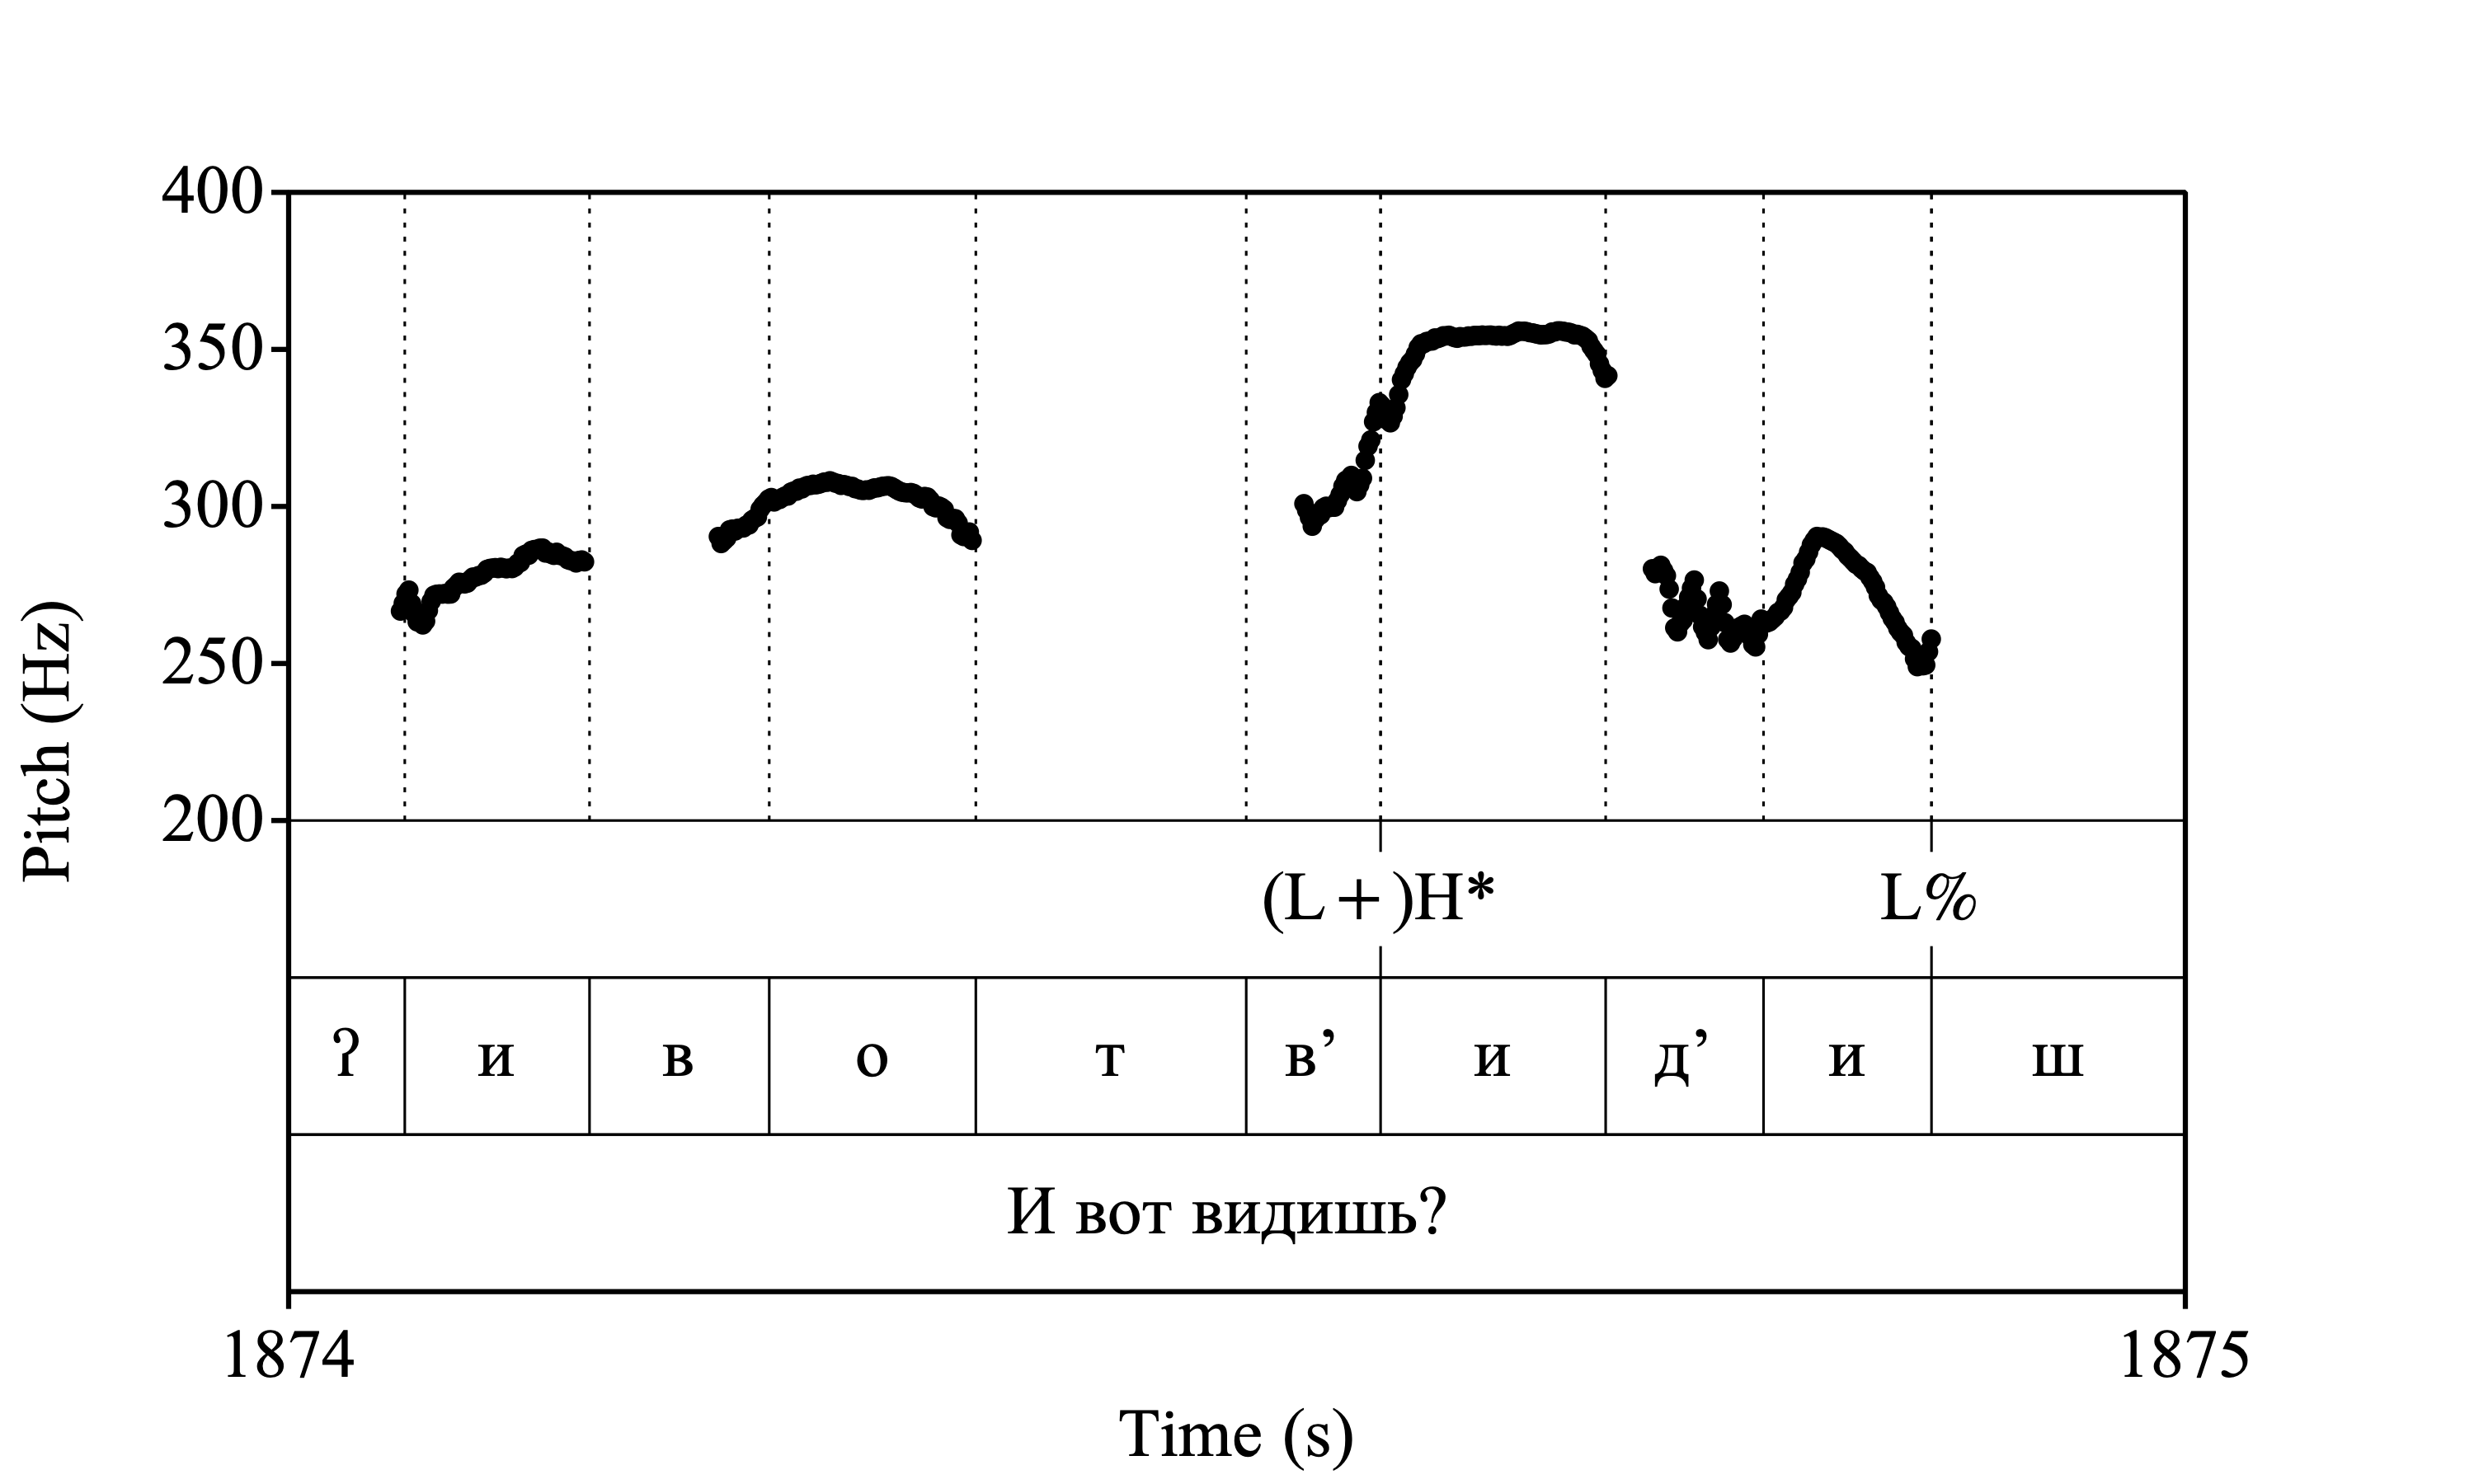 400
350
300
250
200
Pitch (Hz)
(L+)H* L%
ʔ и в о т в’ и д’ и ш
И вот видишь?
1874 1875
Time (s)